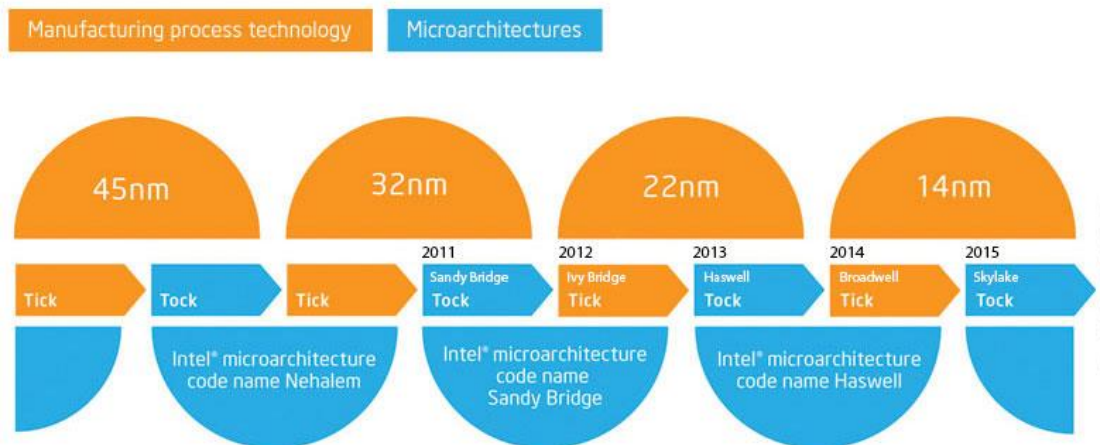 Manufacturing process technology
Microarchitectures
45nm
32nm
22nm
14nm
2011
2012
2013
2014
2015
Tick
Tock
Tick
Sandy Bridge
Tock
Ivy Bridge
Tick
Haswell
Tock
Broadwell
Tick
Skylake
Tock
Intel® microarchitecture
code name Nehalem
Intel® microarchitecture
code name
Sandy Bridge
Intel® microarchitecture
code name Haswell